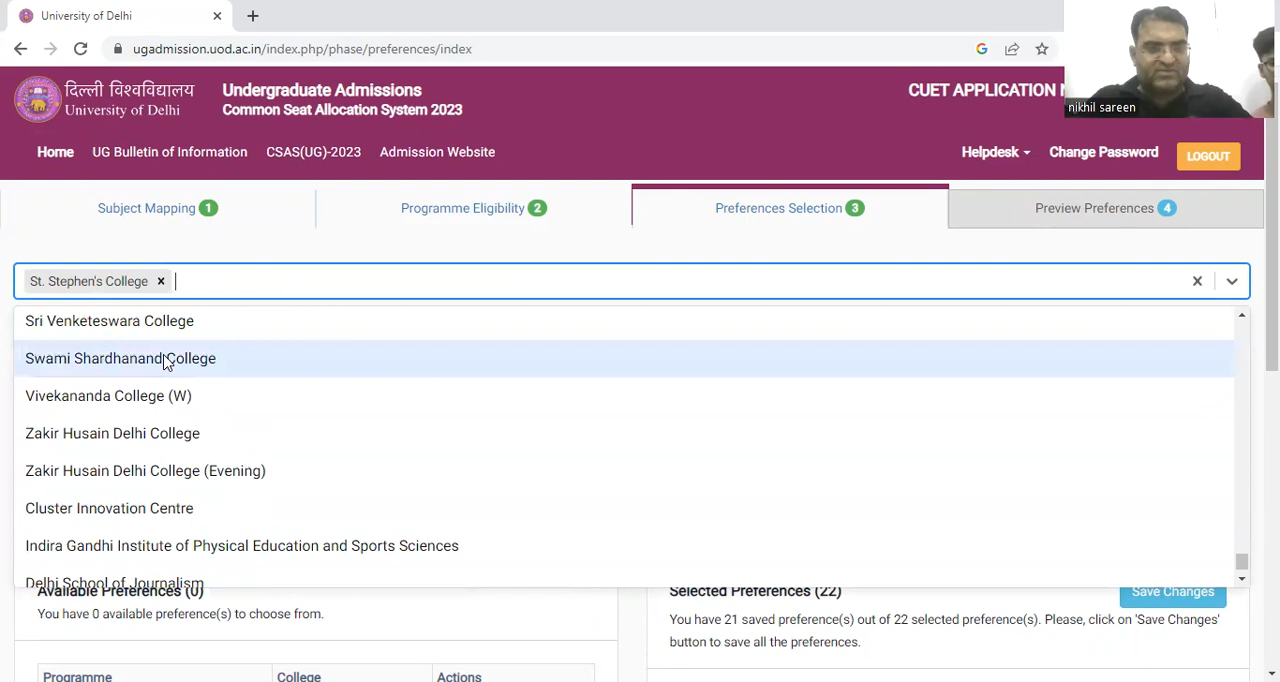 University of Delhi
ugadmission.uod.ac.in/index.php/phase/preferences/index
nikhil sareen
दिल्ली विश्वविद्यालय
University of Delhi
Undergraduate Admissions
Common Seat Allocation System 2023
CUET APPLICATION
Home UG Bulletin of Information CSAS(UG)-2023 Admission Website Helpdesk Change Password LOGOUT
Subject Mapping 1 Programme Eligibility 2 Preferences Selection 3 Preview Preferences 4
St. Stephen's College
Sri Venketeswara College
Swami Shardhanand College
Vivekananda College (W)
Zakir Husain Delhi College
Zakir Husain Delhi College (Evening)
Cluster Innovation Centre
Indira Gandhi Institute of Physical Education and Sports Sciences
Delhi School of Journalism
Available Preferences (0)
You have 0 available preference(s) to choose from.
Programme College Actions
Selected Preferences (22) Save Changes
You have 21 saved preference(s) out of 22 selected preference(s). Please, click on 'Save Changes'
button to save all the preferences.